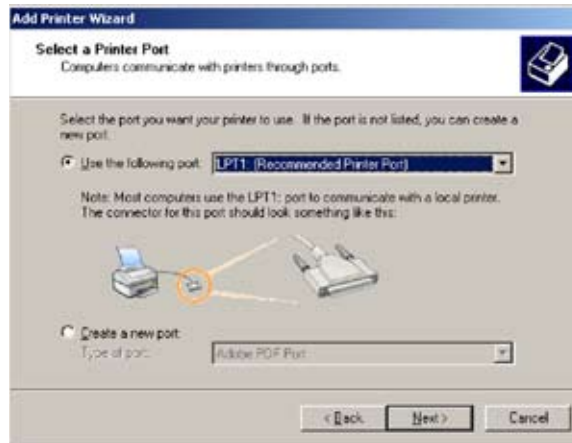 Add Printer Wizard
Select a Printer Port
Computers communicate with printers through ports.
Select the port you want your printer to use. If the port is not listed, you can create a
new port.
Use the following port: LPT1: (Recommended Printer Port)
Note: Most computers use the LPT1: port to communicate with a local printer.
The connector for this port should look something like this:
Create a new port:
Type of port: Adobe PDF Port
< Back Next > Cancel